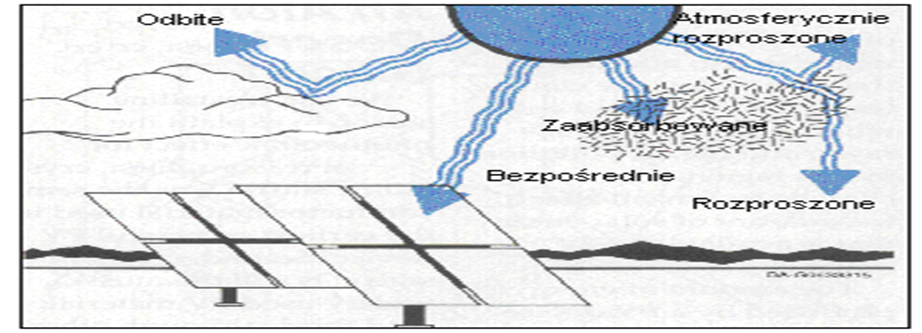 Odbite
Atmosferycznie
rozproszone
Zaabsorbowane
Bezpośrednie
Rozproszone